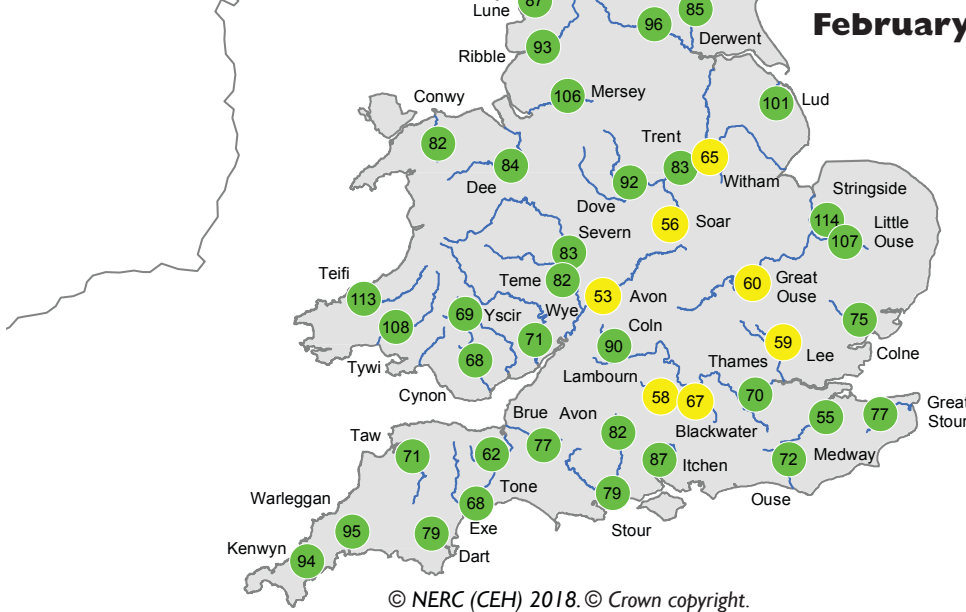 87
Lune
85
96
February
Derwent
93
Ribble
106
Mersey
101
Lud
Conwy
82
Trent
84
83
65
Dee
92
Witham
Dove
Stringside
56
Soar
114
Little
Ouse
107
Severn
83
Teifi
Teme
82
60
Great
Ouse
113
53
Avon
69
Yscir
Wye
75
108
Coln
71
90
59
Lee
Colne
Tywi
68
Thames
Lambourn
Cynon
58
67
70
Brue
Avon
55
77
Great
Stour
Blackwater
Taw
82
71
62
77
87
Itchen
72
Medway
Tone
Warleggan
79
68
Ouse
Exe
Stour
95
79
Kenwyn
Dart
94
© NERC (CEH) 2018. © Crown copyright.